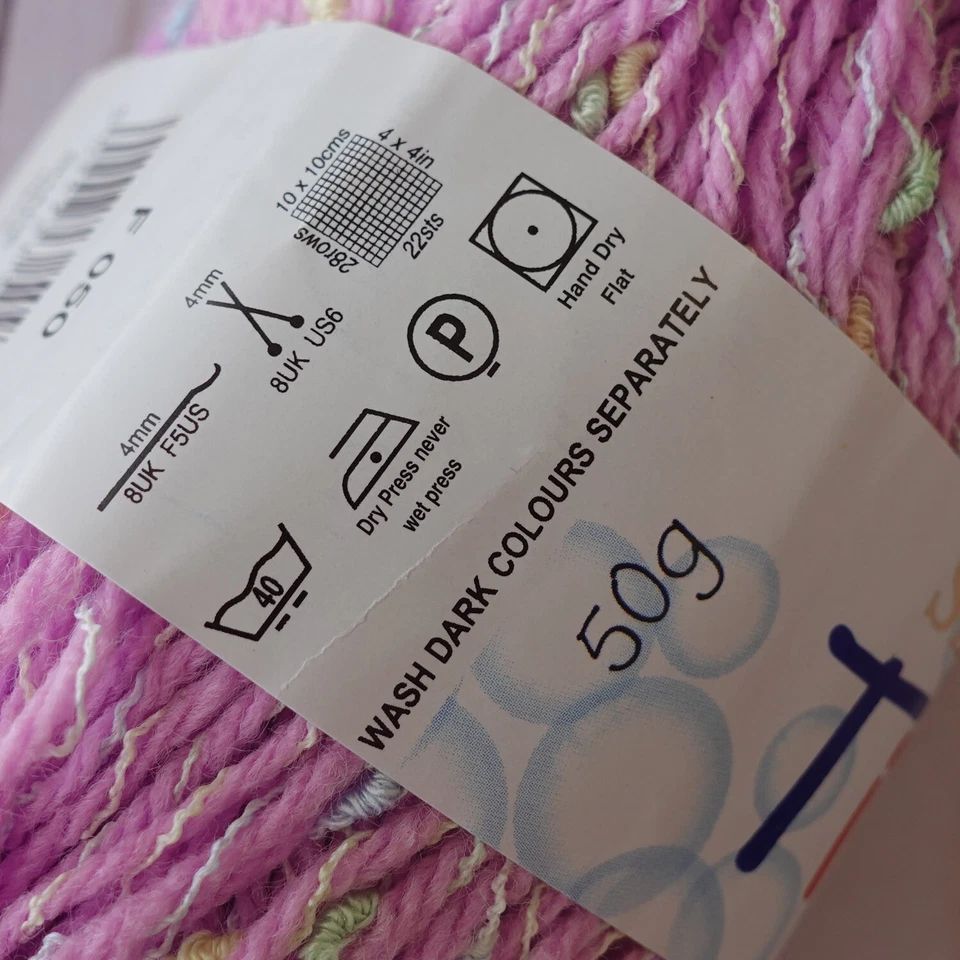 10 x 10cms
4 x 4in
28rows
22sts
Hand Dry
Flat
4mm
8UK US6
P
4mm
8UK F5US
Dry Press never
wet press
40
WASH DARK COLOURS SEPARATELY
50g
F 050